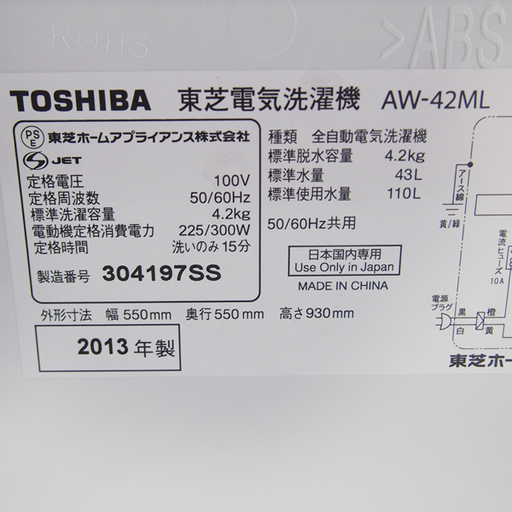 ROHS
>ABS
TOSHIBA 東芝電気洗濯機 AW-42ML
PS E 東芝ホームアプライアンス株式会社
S JET
定格電圧 100V
定格周波数 50/60Hz
標準洗濯容量 4.2kg
電動機定格消費電力 225/300W
定格時間 洗いのみ 15分
製造番号 304197SS
種類 全自動電気洗濯機
標準脱水容量 4.2kg
標準水量 43L
標準使用水量 110L
50/60Hz共用
日本国内専用
Use Only in Japan
MADE IN CHINA
外形寸法 幅 550mm 奥行 550mm 高さ 930mm
2013 年製
アース線
黄/緑
電流ヒューズ
10A
電源プラグ
黒
白
橙
黄
東芝ホー